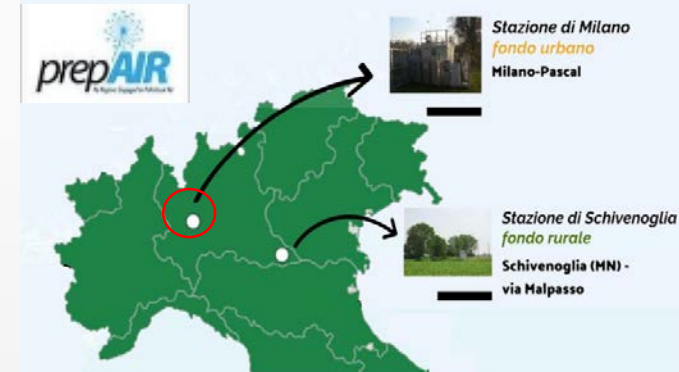 prepAIR
Stazione di Milano
fondo urbano
Milano-Pascal
Stazione di Schivenoglia
fondo rurale
Schivenoglia (MN) -
via Malpasso